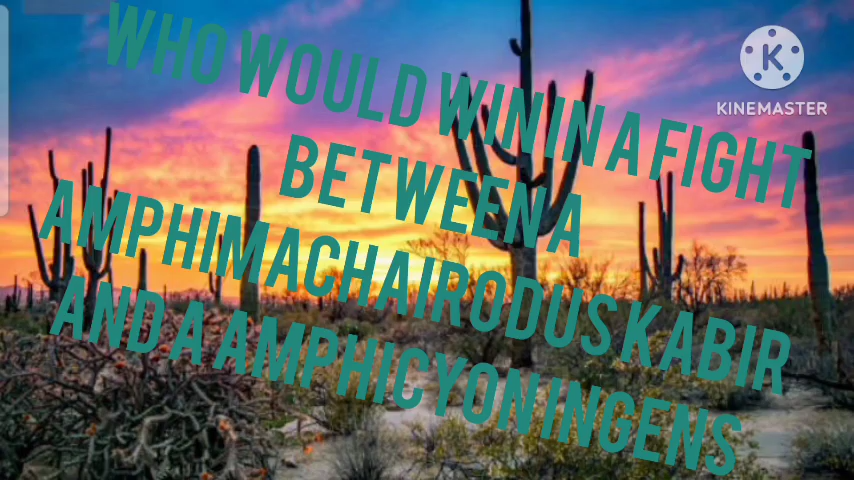 WHO WOULD WIN IN A FIGHT
BETWEEN A
AMPHIMACHAIRODUS KABIR
AND A AMPHICYON INGENS
KINEMASTER